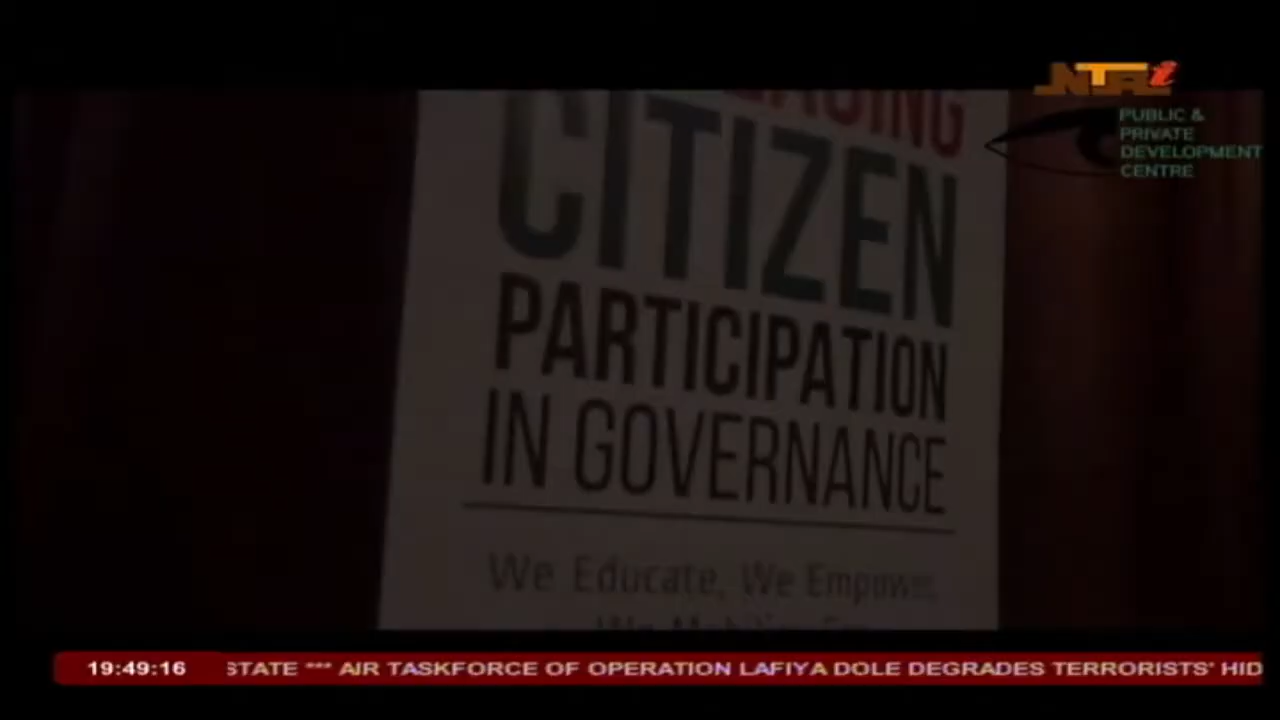 NTAi
PUBLIC &
PRIVATE
DEVELOPMENT
CENTRE
CITIZEN
PARTICIPATION
IN GOVERNANCE
We Educate, We Empower,
19:49:16 STATE *** AIR TASKFORCE OF OPERATION LAFIYA DOLE DEGRADES TERRORISTS' HID